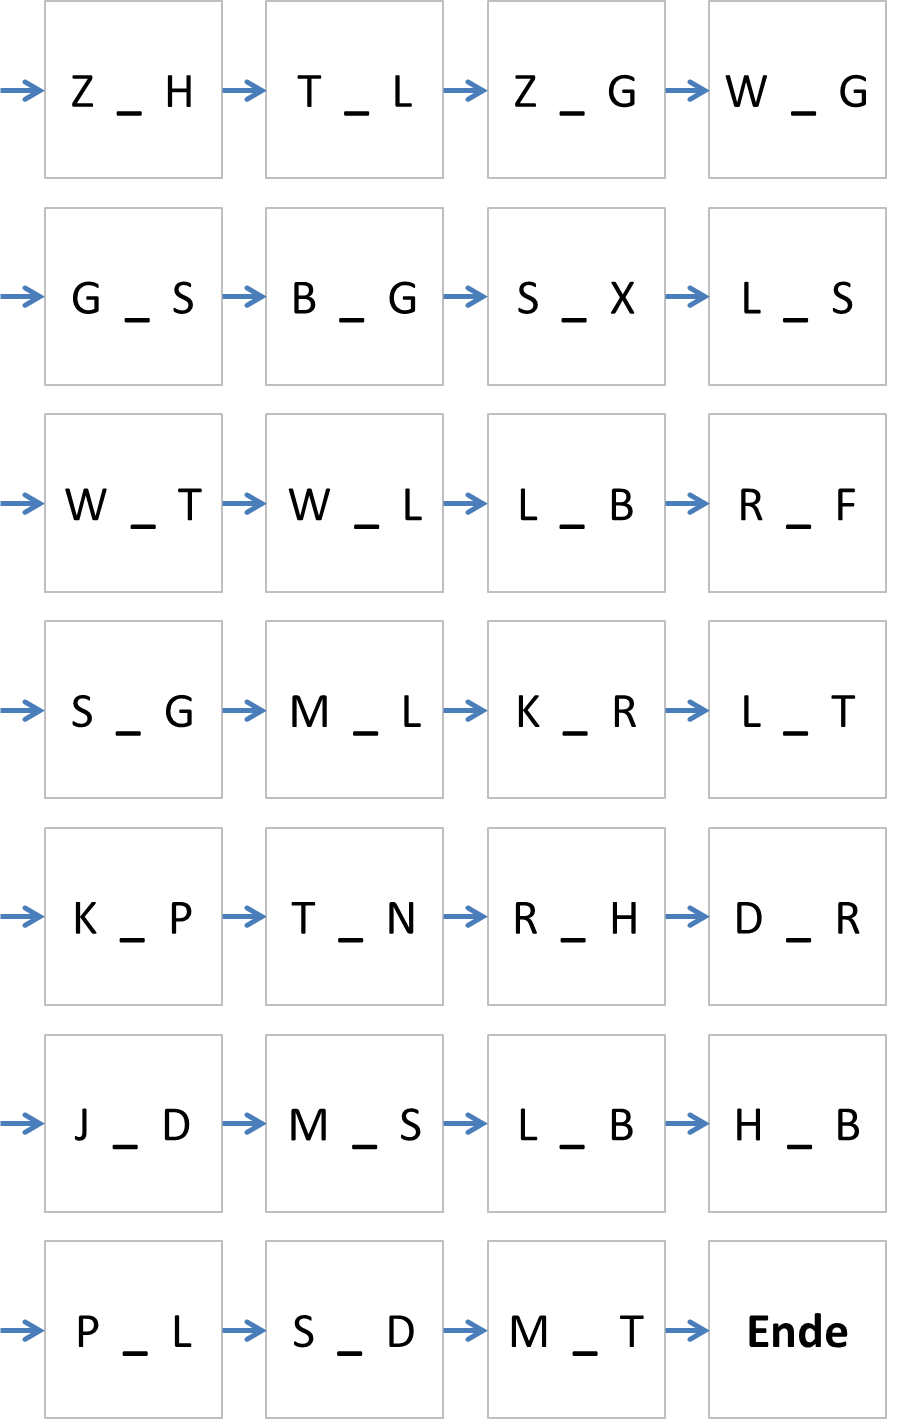 Z _ H T _ L Z _ G W _ G
G _ S B _ G S _ X L _ S
W _ T W _ L L _ B R _ F
S _ G M _ L K _ R L _ T
K _ P T _ N R _ H D _ R
J _ D M _ S L _ B H _ B
P _ L S _ D M _ T Ende